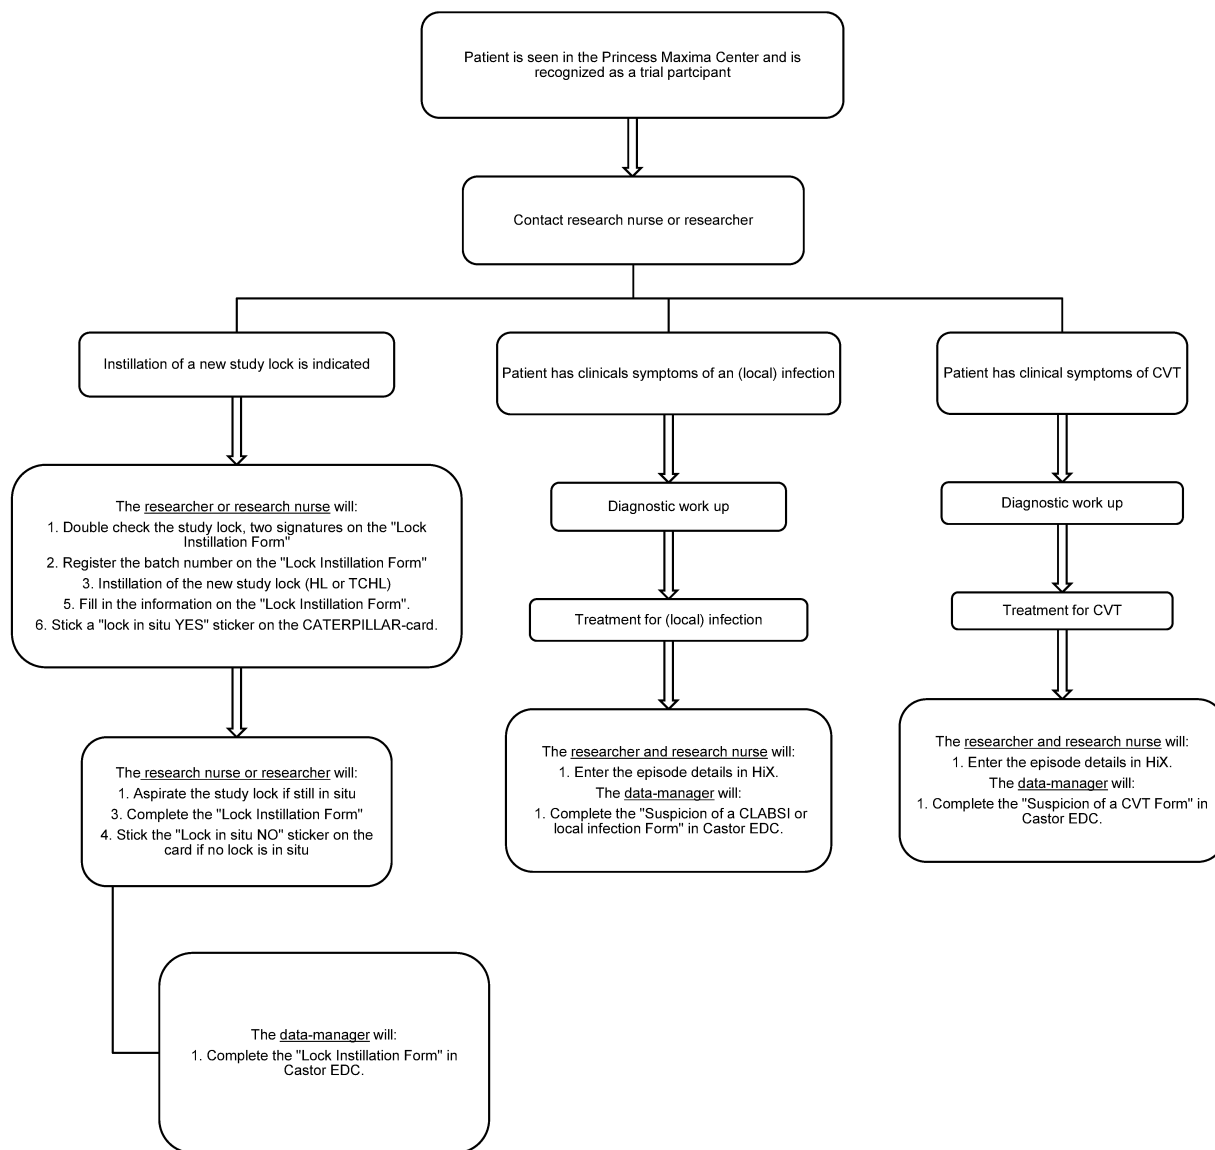 Patient is seen in the Princess Maxima Center and is
recognized as a trial partcipant
Contact research nurse or researcher
Instillation of a new study lock is indicated
The researcher or research nurse will:
1. Double check the study lock, two signatures on the "Lock
Instillation Form"
2. Register the batch number on the "Lock Instillation Form"
3. Instillation of the new study lock (HL or TCHL)
5. Fill in the information on the "Lock Instillation Form".
6. Stick a "lock in situ YES" sticker on the CATERPILLAR-card.
The research nurse or researcher will:
1. Aspirate the study lock if still in situ
3. Complete the "Lock Instillation Form"
4. Stick the "Lock in situ NO" sticker on the
card if no lock is in situ
The data-manager will:
1. Complete the "Lock Instillation Form" in
Castor EDC.
Patient has clinicals symptoms of an (local) infection
Diagnostic work up
Treatment for (local) infection
The researcher and research nurse will:
1. Enter the episode details in HiX.
The data-manager will:
1. Complete the "Suspicion of a CLABSI or
local infection Form" in Castor EDC.
Patient has clinical symptoms of CVT
Diagnostic work up
Treatment for CVT
The researcher and research nurse will:
1. Enter the episode details in HiX.
The data-manager will:
1. Complete the "Suspicion of a CVT Form" in
Castor EDC.